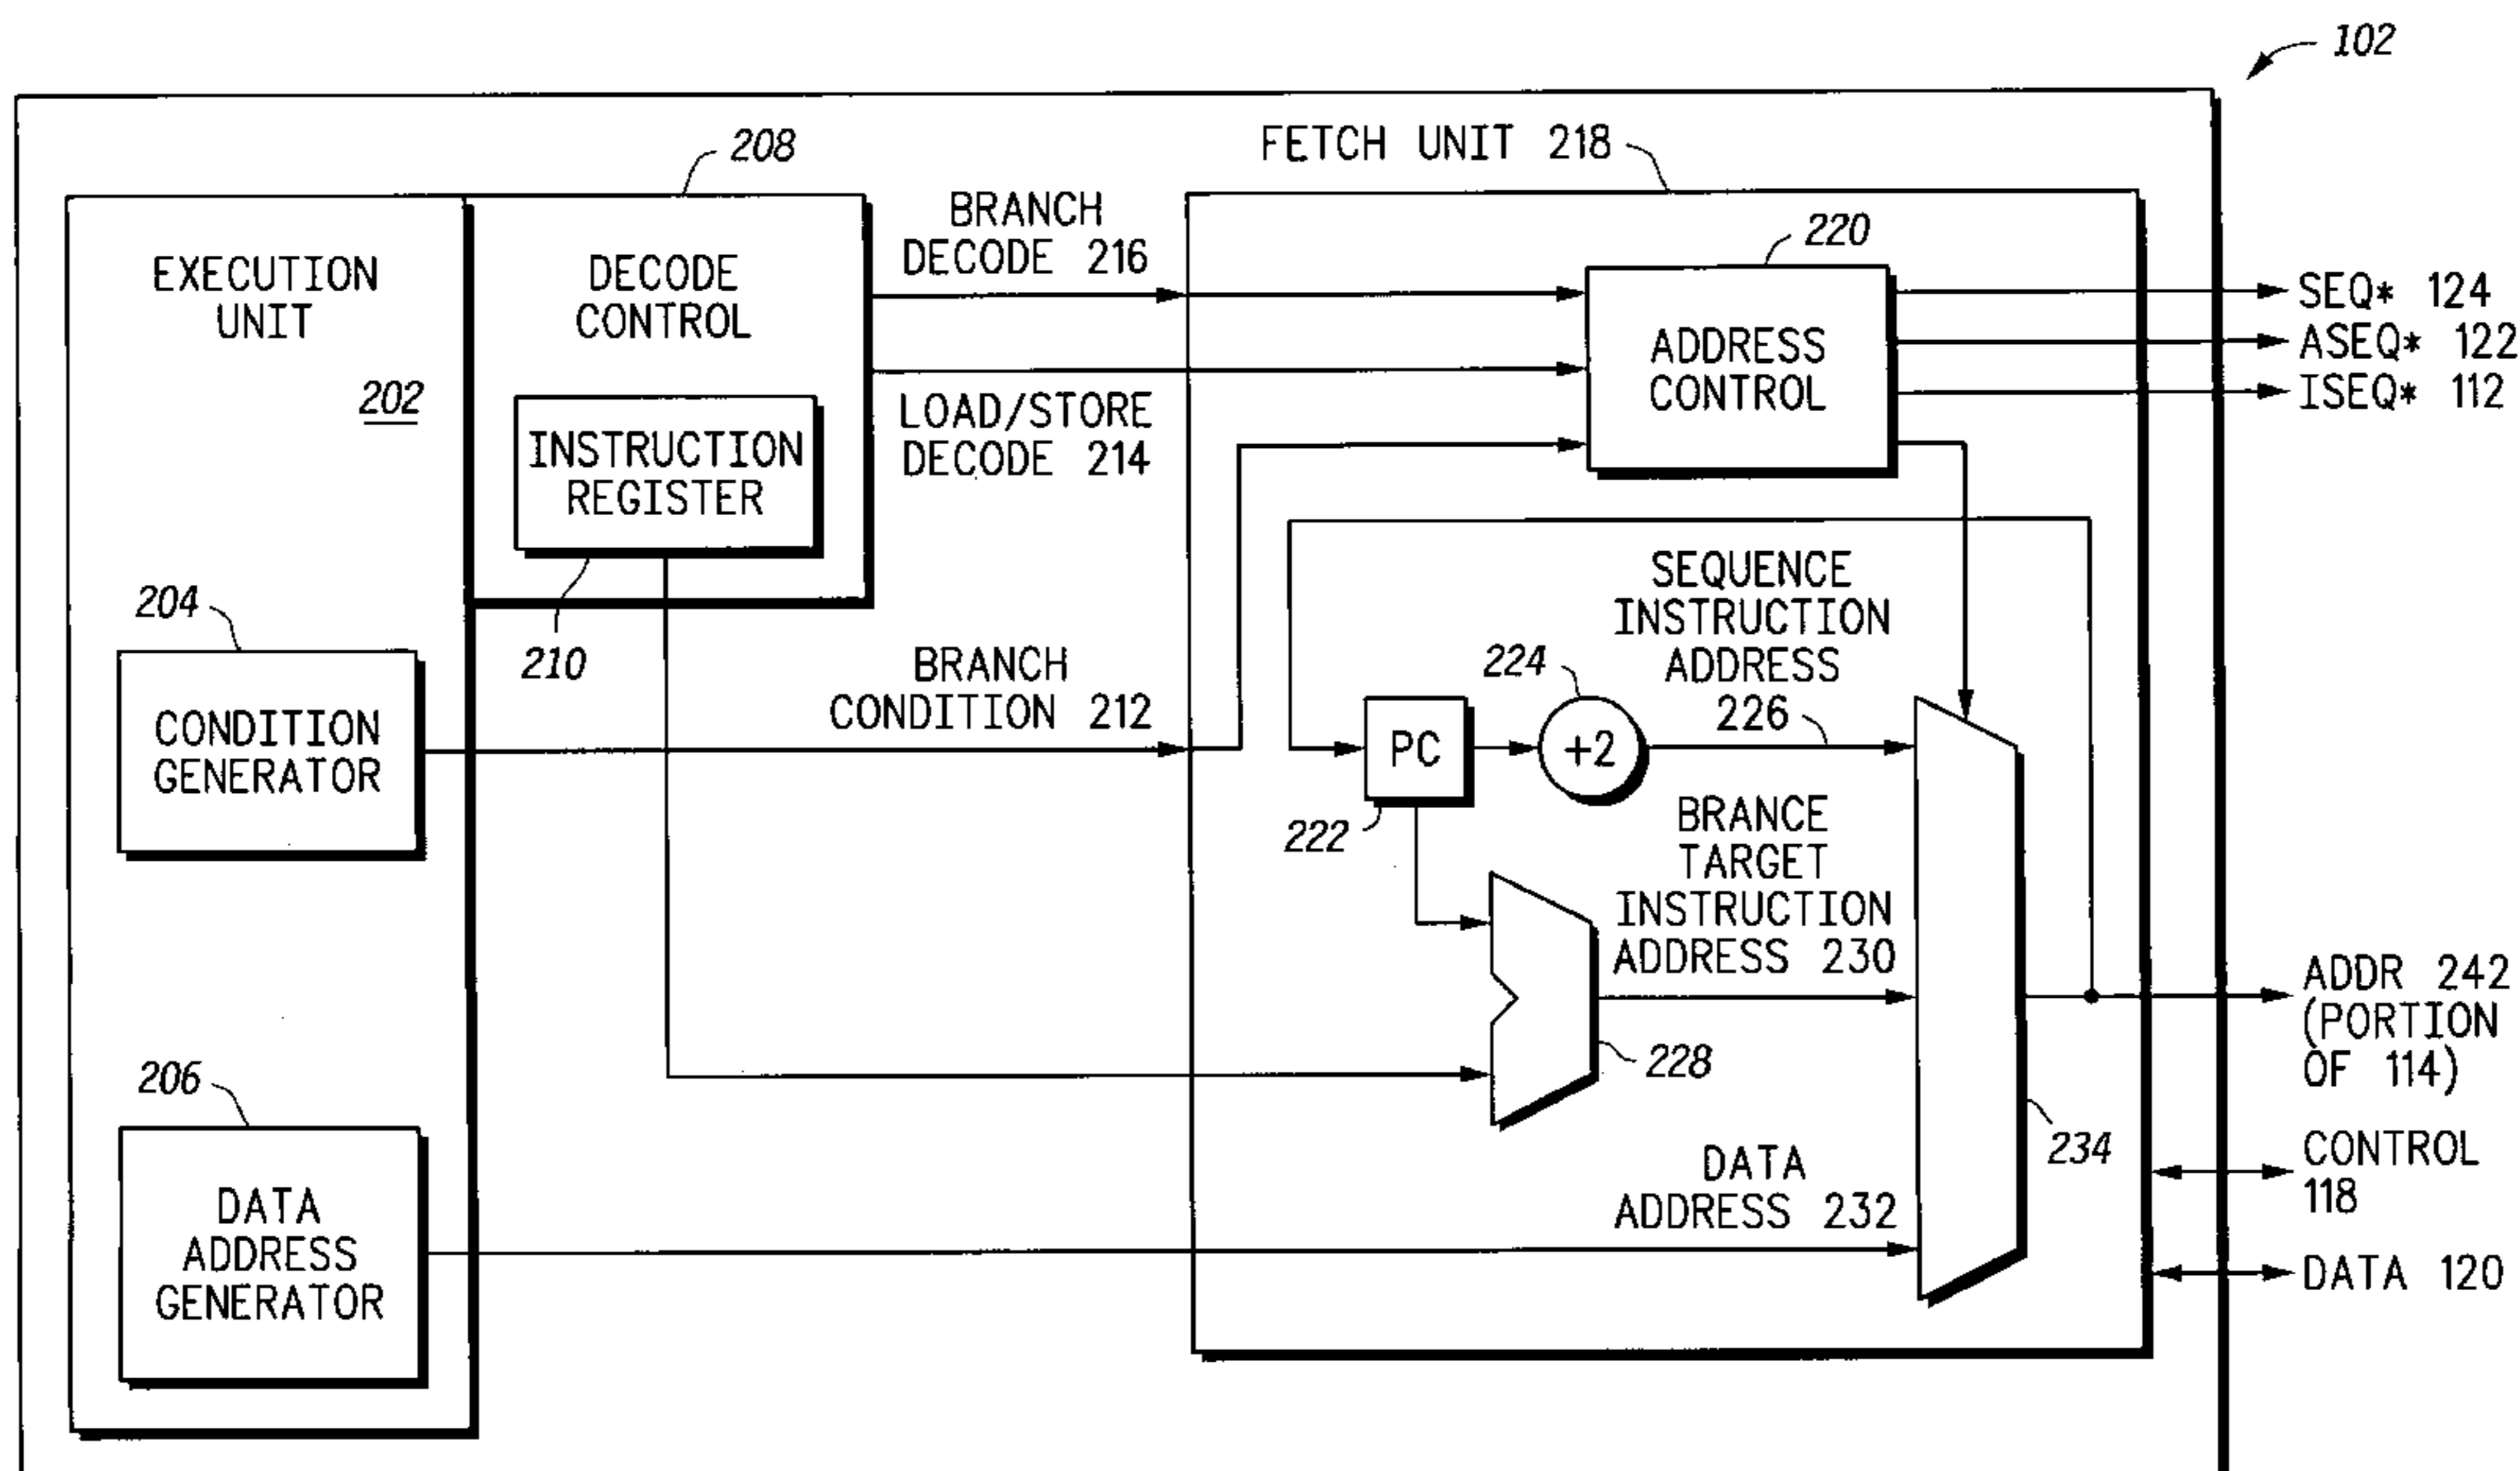 102
FETCH UNIT 218
208
BRANCH
DECODE 216
220
EXECUTION
UNIT
202
DECODE
CONTROL
INSTRUCTION
REGISTER
210
LOAD/STORE
DECODE 214
ADDRESS
CONTROL
SEQ* 124
ASEQ* 122
ISEQ* 112
204
CONDITION
GENERATOR
BRANCH
CONDITION 212
SEQUENCE
INSTRUCTION
ADDRESS
226
224
PC
+2
222
BRANCE
TARGET
INSTRUCTION
ADDRESS 230
228
ADDR 242
(PORTION
OF 114)
234
206
DATA
ADDRESS
GENERATOR
DATA
ADDRESS 232
CONTROL
118
DATA 120